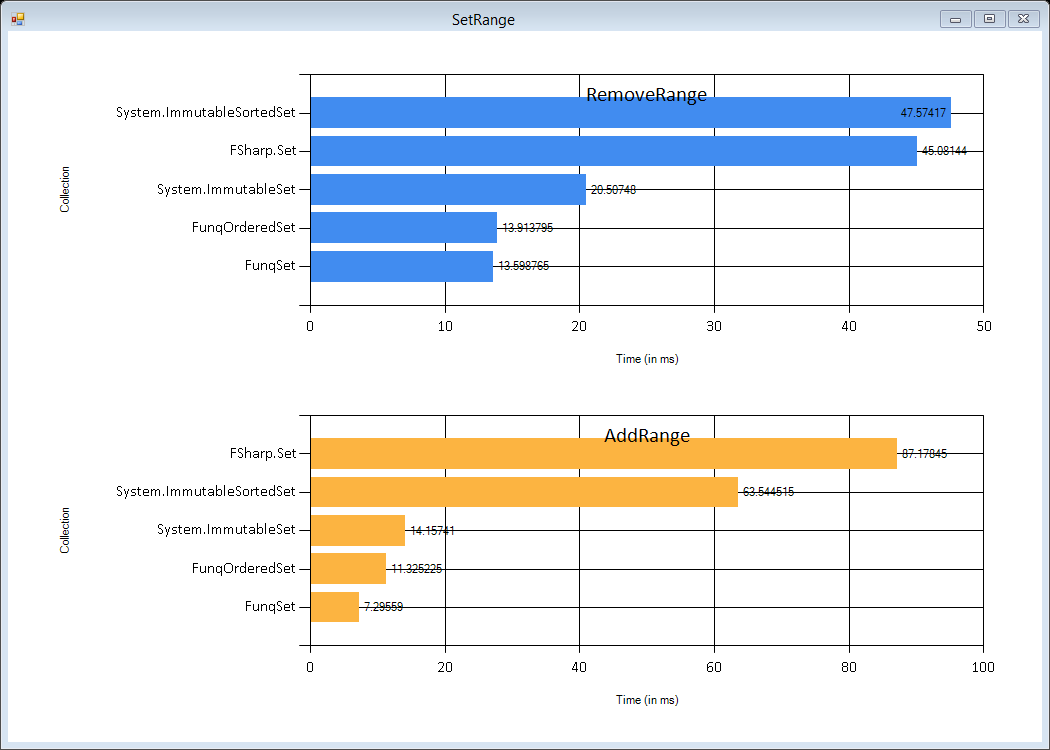 SetRange
RemoveRange
System.ImmutableSortedSet
47.57417
FSharp.Set
45.08144
System.ImmutableSet
20.50748
FunqOrderedSet
13.913795
FunqSet
13.598765
Collection
0 10 20 30 40 50
Time (in ms)
AddRange
FSharp.Set
87.17845
System.ImmutableSortedSet
63.544515
System.ImmutableSet
14.15741
FunqOrderedSet
11.325225
FunqSet
7.29559
Collection
0 20 40 60 80 100
Time (in ms)